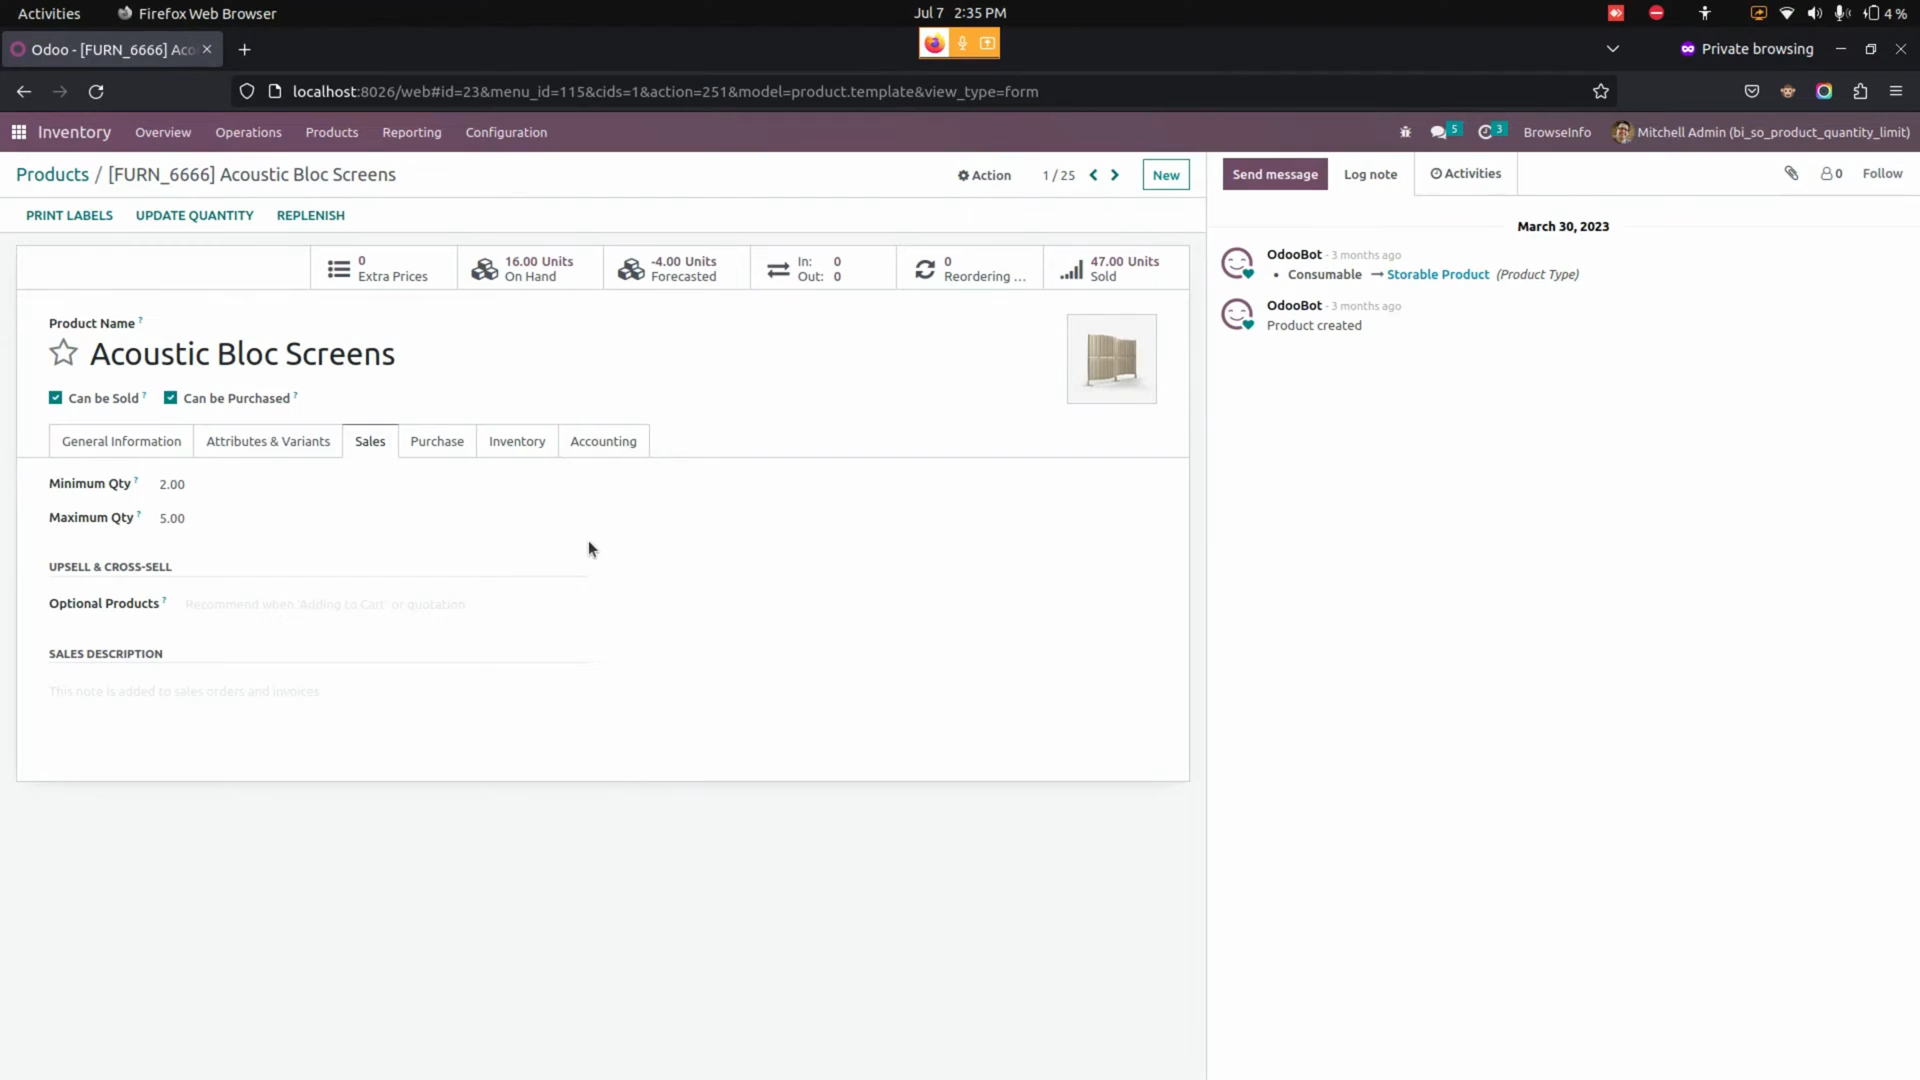 Activities
Firefox Web Browser
Jul 7 2:35 PM
4 %
Odoo - [FURN_6666] Aco
Private browsing
localhost:8026/web#id=23&menu_id=115&cids=1&action=251&model=product.template&view_type=form
Inventory
Overview
Operations
Products
Reporting
Configuration
5
3
BrowseInfo
Mitchell Admin (bi_so_product_quantity_limit)
Products / [FURN_6666] Acoustic Bloc Screens
Action
1 / 25
New
Send message
Log note
Activities
0
Follow
PRINT LABELS
UPDATE QUANTITY
REPLENISH
0
Extra Prices
16.00 Units
On Hand
-4.00 Units
Forecasted
In: 0
Out: 0
0
Reordering ...
47.00 Units
Sold
Product Name ?
Acoustic Bloc Screens
Can be Sold ?
Can be Purchased ?
General Information
Attributes & Variants
Sales
Purchase
Inventory
Accounting
Minimum Qty ? 2.00
Maximum Qty ? 5.00
UPSELL & CROSS-SELL
Optional Products ? Recommend when 'Adding to Cart' or quotation
SALES DESCRIPTION
This note is added to sales orders and invoices
March 30, 2023
OdooBot - 3 months ago
• Consumable → Storable Product (Product Type)
OdooBot - 3 months ago
Product created